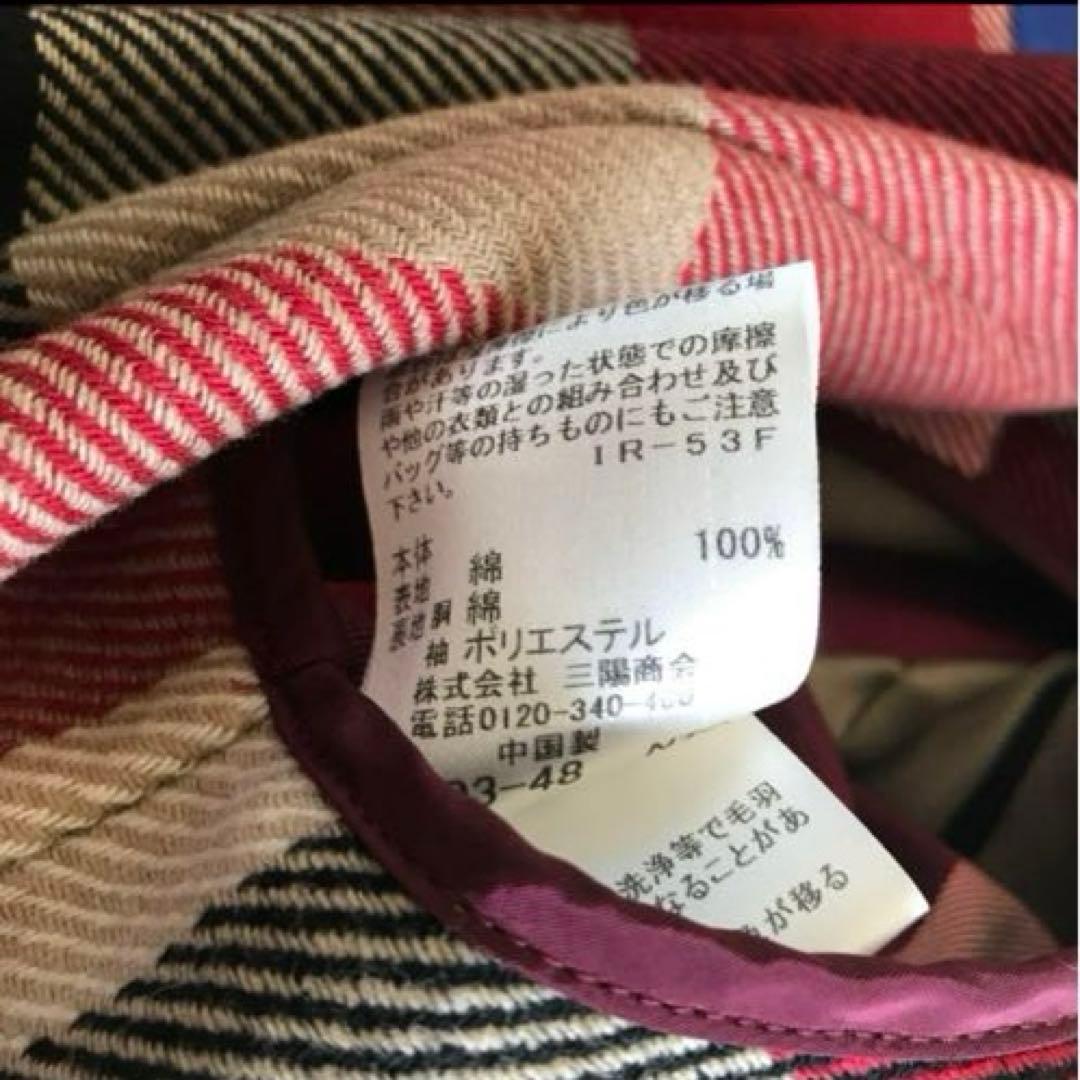 により色が移る場
合があります。
雨や汗等の湿った状態での摩擦
や他の衣類との組み合わせ及び
バッグ等の持ちものにもご注意
下さい。
IR-53F
本体
表地 綿 100%
裏地 胴 綿
袖 ポリエステル
株式会社 三陽商会
電話0120-340-4
中国製
93-48
洗浄等で毛羽
なることがあ
が移る